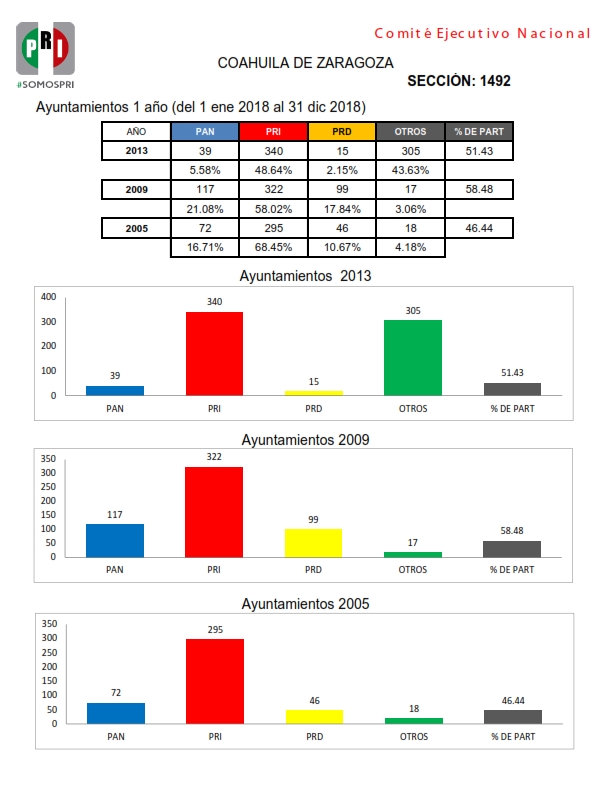 Comité Ejecutivo Nacional
PRI
#SOMOSPRI
COAHUILA DE ZARAGOZA
SECCIÓN: 1492
Ayuntamientos 1 año (del 1 ene 2018 al 31 dic 2018)
AÑO PAN PRI PRD OTROS % DE PART
2013 39 340 15 305 51.43
5.58% 48.64% 2.15% 43.63%
2009 117 322 99 17 58.48
21.08% 58.02% 17.84% 3.06%
2005 72 295 46 18 46.44
16.71% 68.45% 10.67% 4.18%
Ayuntamientos 2013
400
300
200
100
0
39 340 15 305 51.43
PAN PRI PRD OTROS % DE PART
Ayuntamientos 2009
350
300
250
200
150
100
50
0
117 322 99 17 58.48
PAN PRI PRD OTROS % DE PART
Ayuntamientos 2005
350
300
250
200
150
100
50
0
72 295 46 18 46.44
PAN PRI PRD OTROS % DE PART